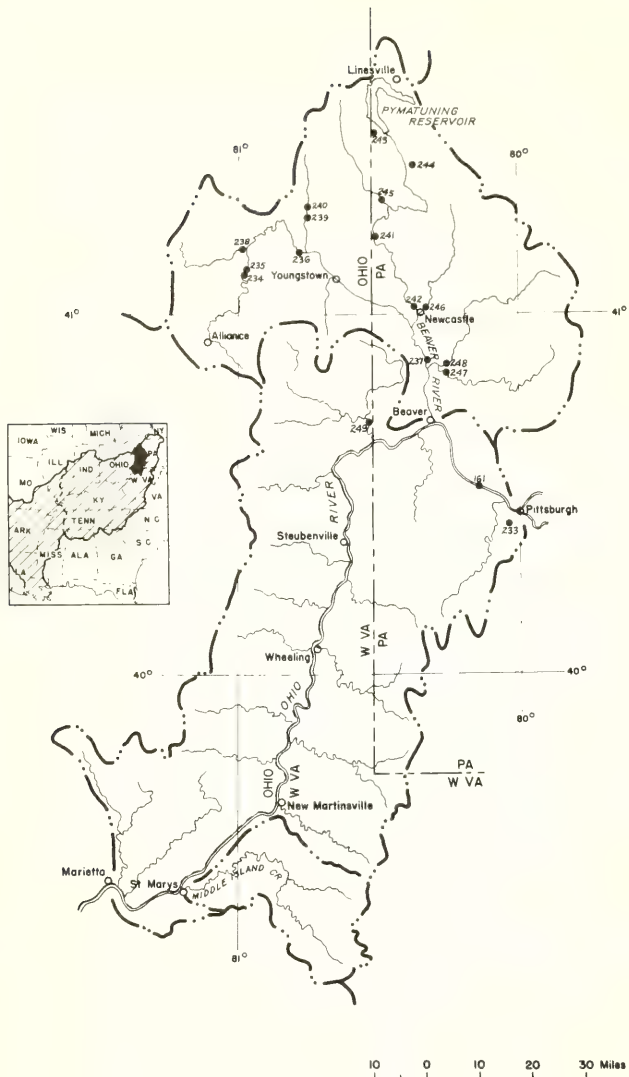 Linesville
PYMATUNING
RESERVOIR
81°
80°
243
244
245
240
239
241
238
236
235
234
OHIO
PA
Youngstown
242
246
41°
Newcastle
41°
Alliance
BEAVER RIVER
237
248
247
Beaver
249
161
Pittsburgh
233
WIS
MICH
NY
IOWA
PA
ILL
IND
OHIO
W VA
MO
VA
KY
N C
TENN
S C
ARK
MISS
ALA
GA
LA
FLA
RIVER
Steubenville
W VA
PA
Wheeling
40°
40°
OHIO
80°
OHIO
W VA
PA
W VA
New Martinsville
Marietta
St Marys
MIDDLE ISLAND CR
81°
10 0 10 20 30 Miles